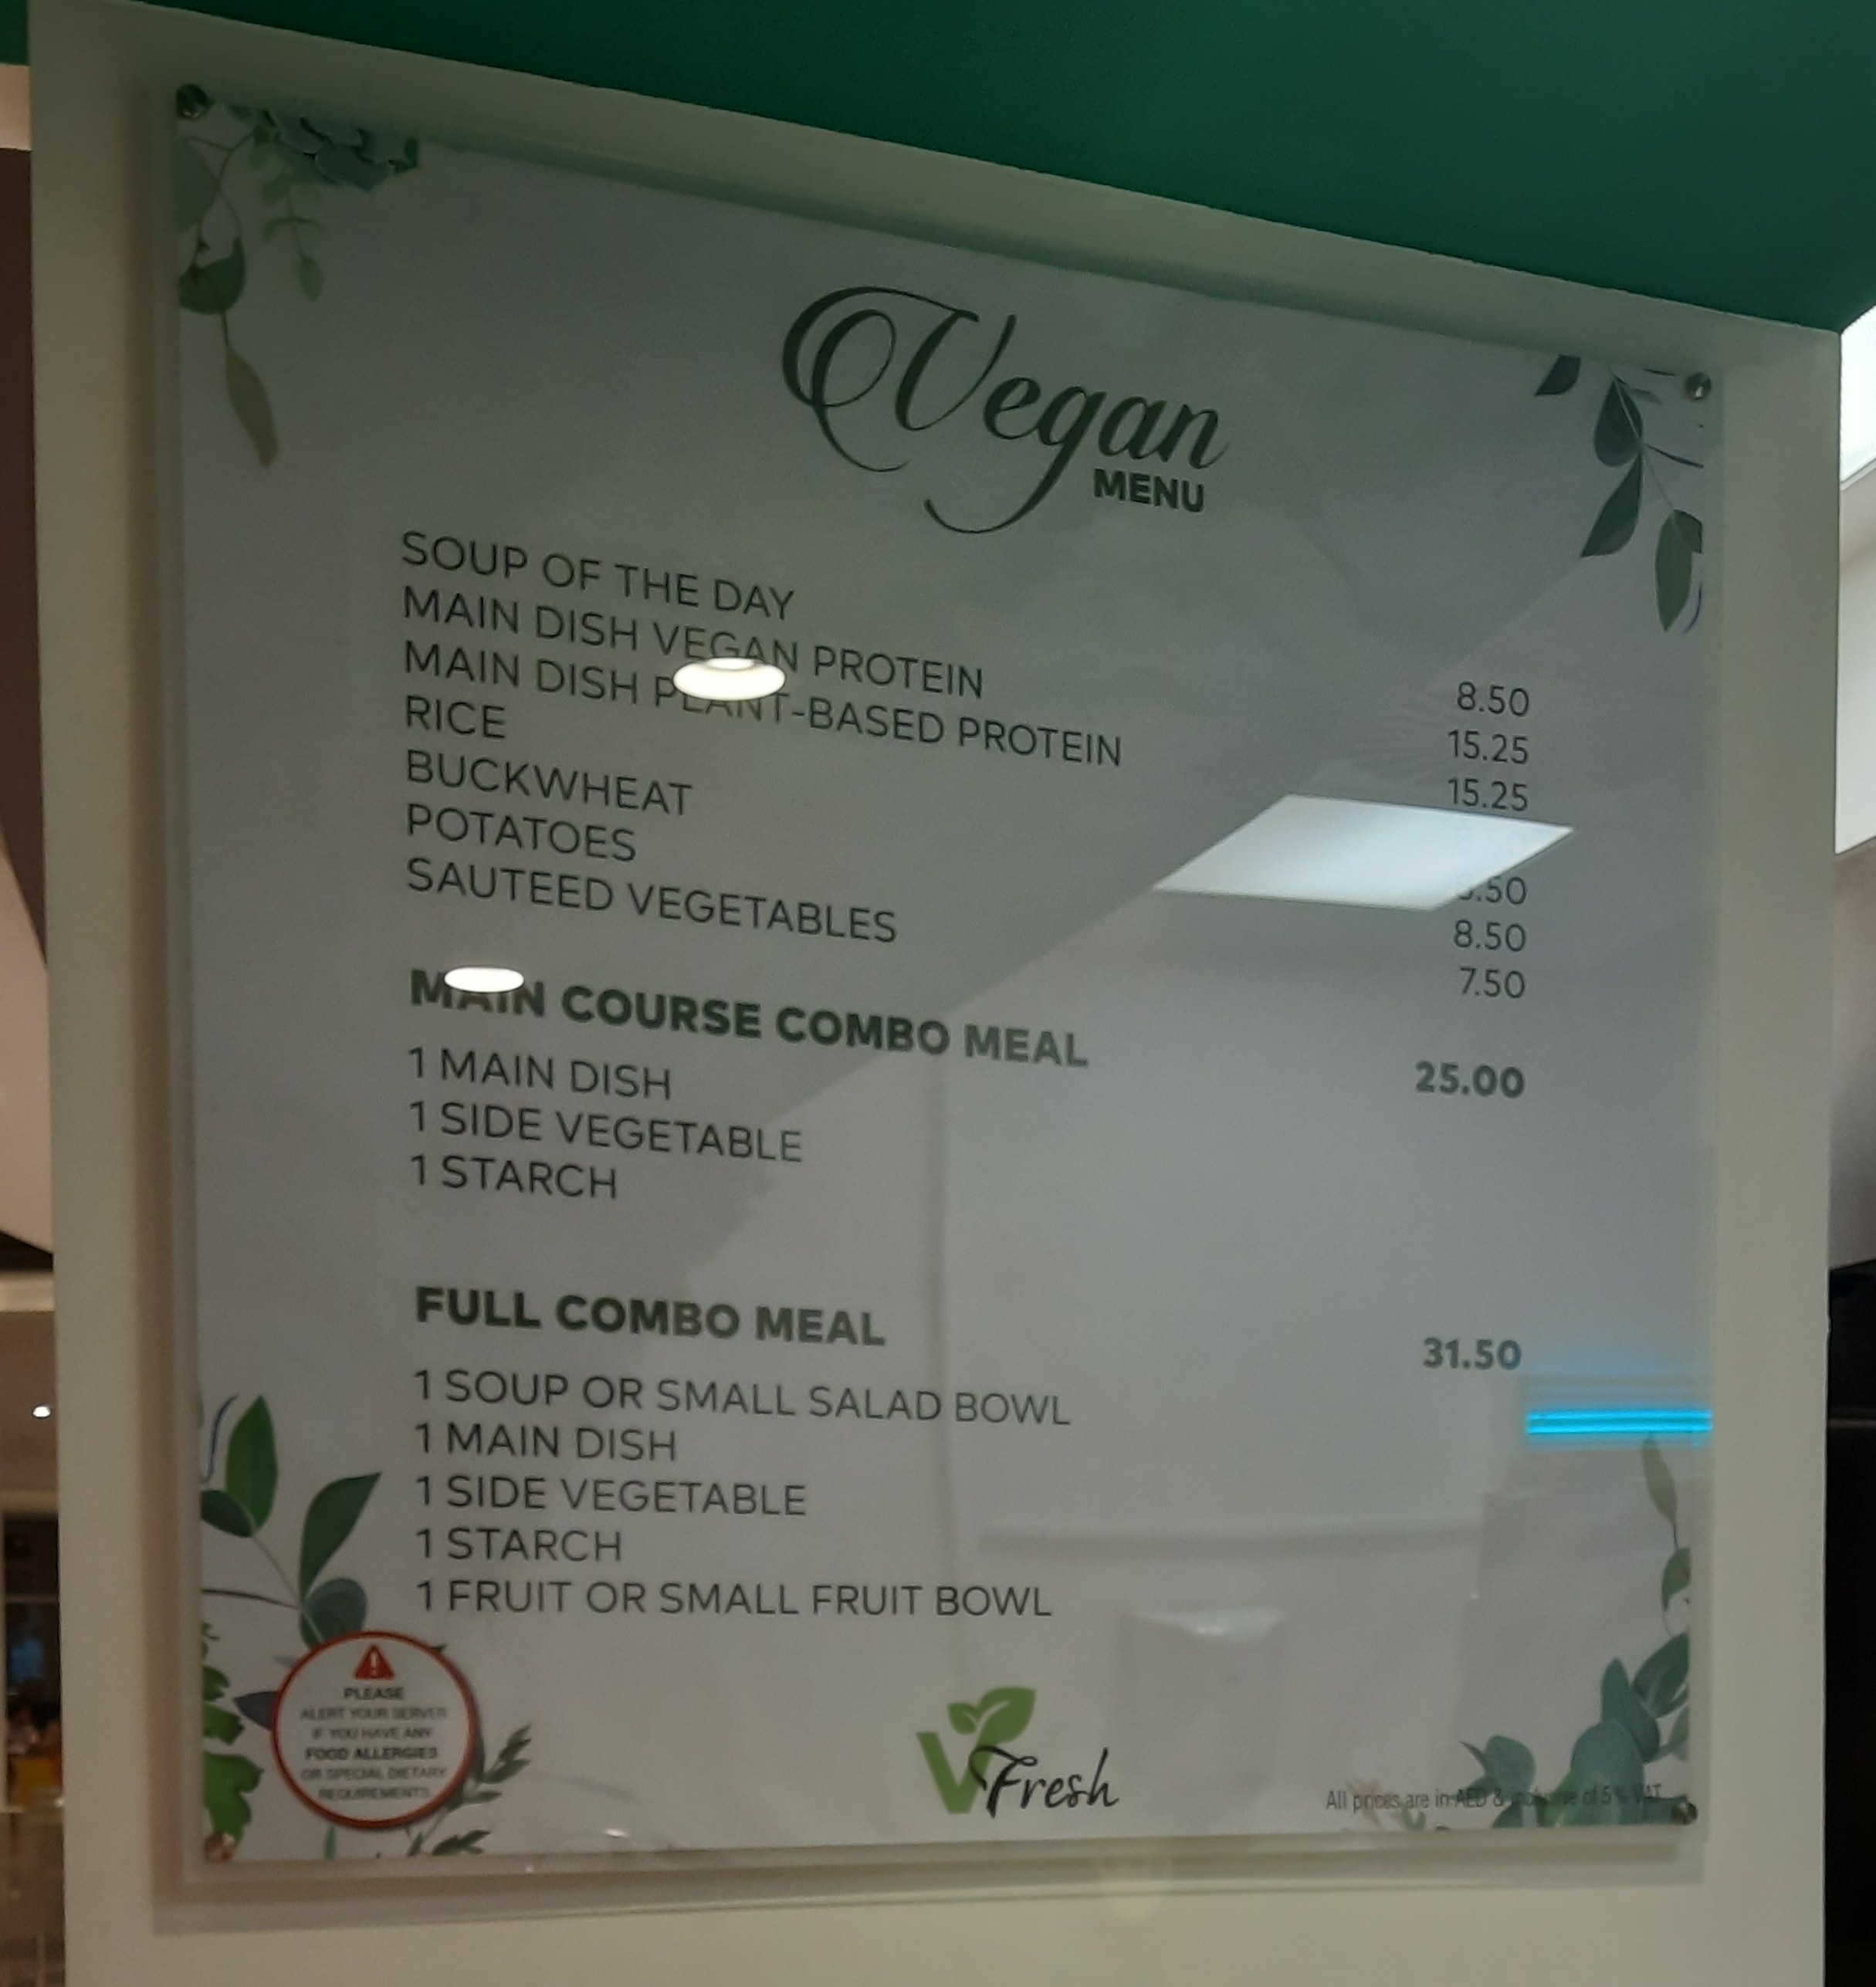 Vegan
MENU
SOUP OF THE DAY 8.50
MAIN DISH VEGAN PROTEIN 15.25
MAIN DISH PLANT-BASED PROTEIN 15.25
RICE
BUCKWHEAT .50
POTATOES 8.50
SAUTEED VEGETABLES 7.50
MAIN COURSE COMBO MEAL 25.00
1 MAIN DISH
1 SIDE VEGETABLE
1 STARCH
FULL COMBO MEAL 31.50
1 SOUP OR SMALL SALAD BOWL
1 MAIN DISH
1 SIDE VEGETABLE
1 STARCH
1 FRUIT OR SMALL FRUIT BOWL
PLEASE
ALERT YOUR SERVER
IF YOU HAVE ANY
FOOD ALLERGIES
OR SPECIAL DIETARY
REQUIREMENTS
V Fresh
All prices are in AED & inclusive of 5% VAT